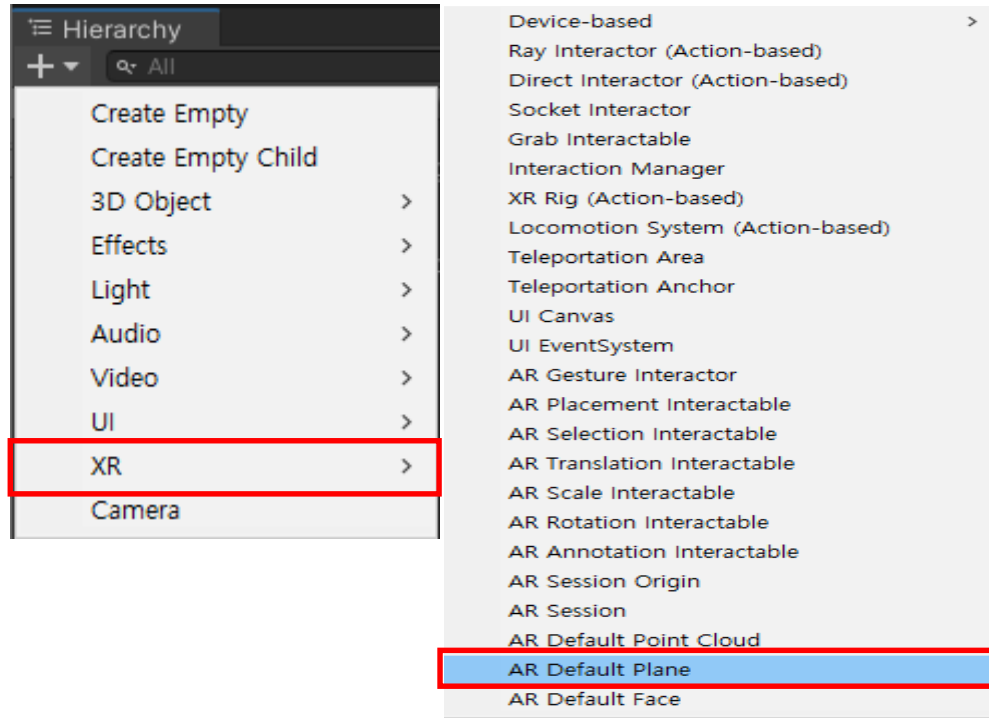 Hierarchy
All
Create Empty
Create Empty Child
3D Object
Effects
Light
Audio
Video
UI
XR
Camera
Device-based
Ray Interactor (Action-based)
Direct Interactor (Action-based)
Socket Interactor
Grab Interactable
Interaction Manager
XR Rig (Action-based)
Locomotion System (Action-based)
Teleportation Area
Teleportation Anchor
UI Canvas
UI EventSystem
AR Gesture Interactor
AR Placement Interactable
AR Selection Interactable
AR Translation Interactable
AR Scale Interactable
AR Rotation Interactable
AR Annotation Interactable
AR Session Origin
AR Session
AR Default Point Cloud
AR Default Plane
AR Default Face